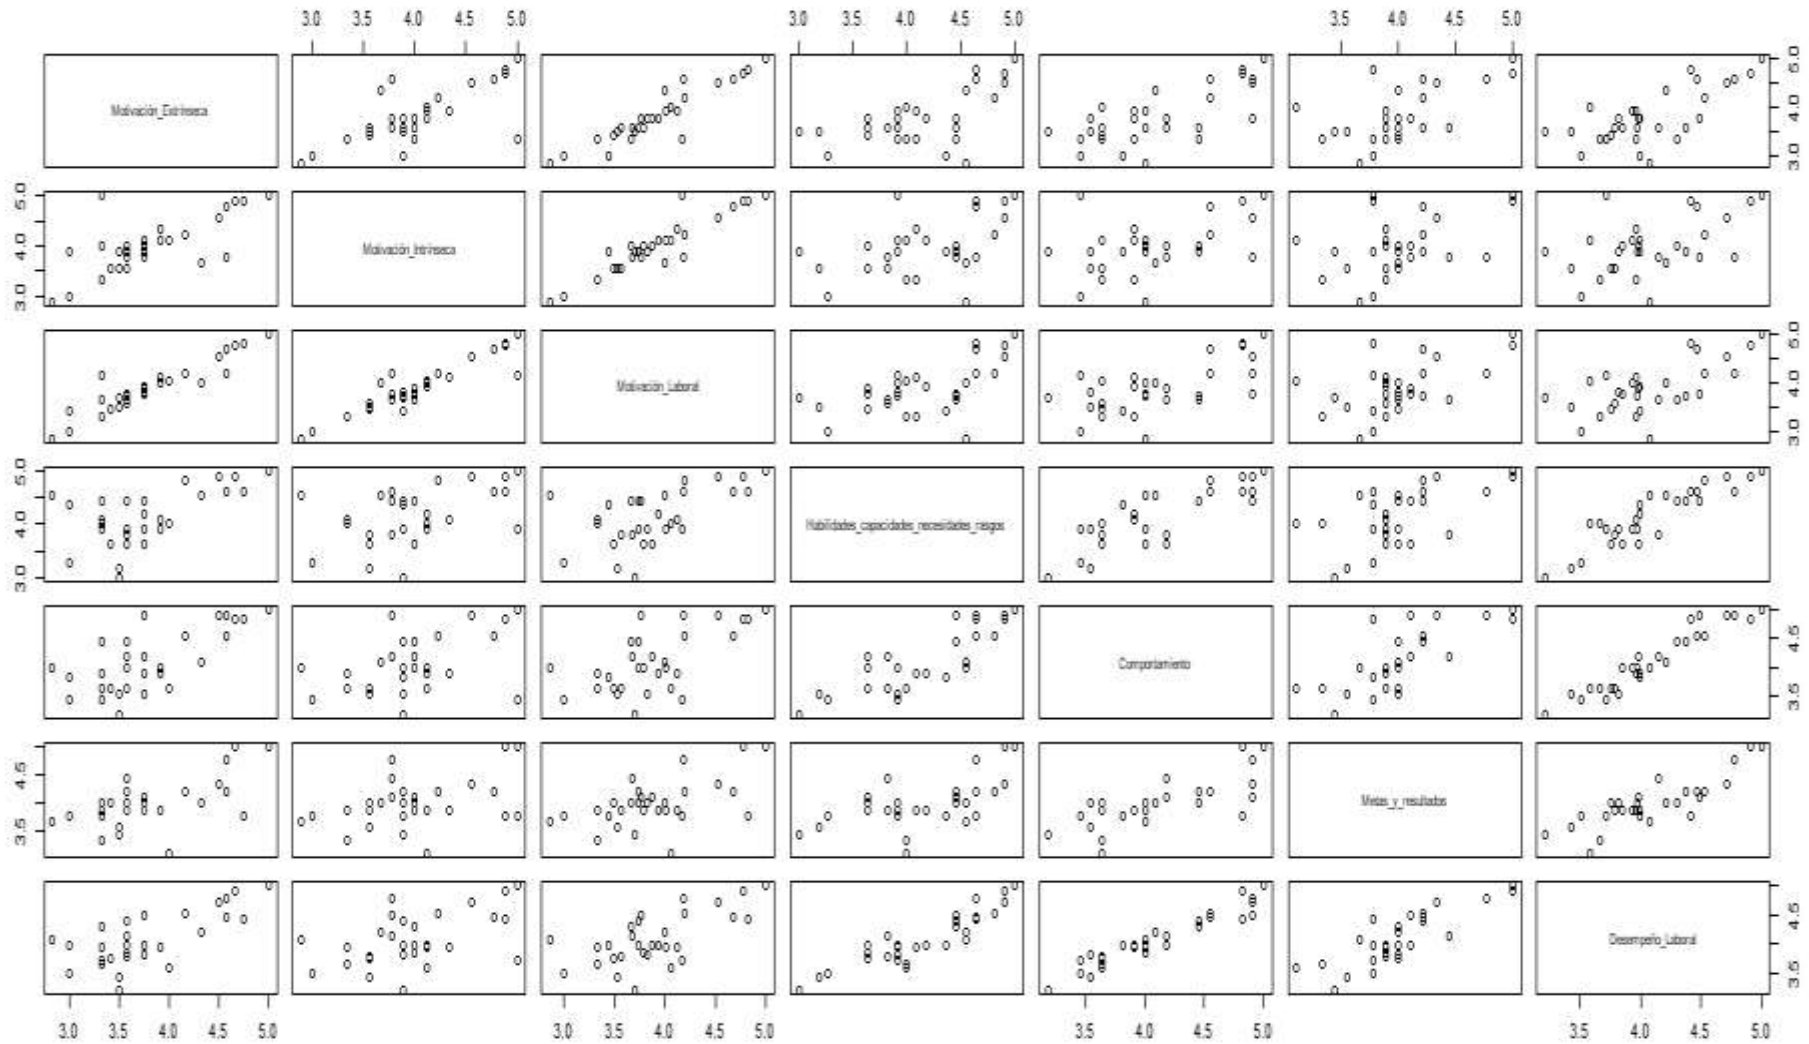 3.0 3.5 4.0 4.5 5.0 3.0 3.5 4.0 4.5 5.0 3.5 4.0 4.5 5.0
Motivación_Extrínseca
3.0 4.0 5.0
3.0 4.0 5.0
Motivación_Intrínseca
Motivación_Laboral
3.0 4.0 5.0
3.0 4.0 5.0
Habilidades_capacidades_necesidades_rasgos
Comportamiento
3.5 4.5
3.5 4.5
Metas_y_resultados
Desempeño_Laboral
3.5 4.5
3.0 3.5 4.0 4.5 5.0 3.0 3.5 4.0 4.5 5.0 3.5 4.0 4.5 5.0 3.5 4.0 4.5 5.0